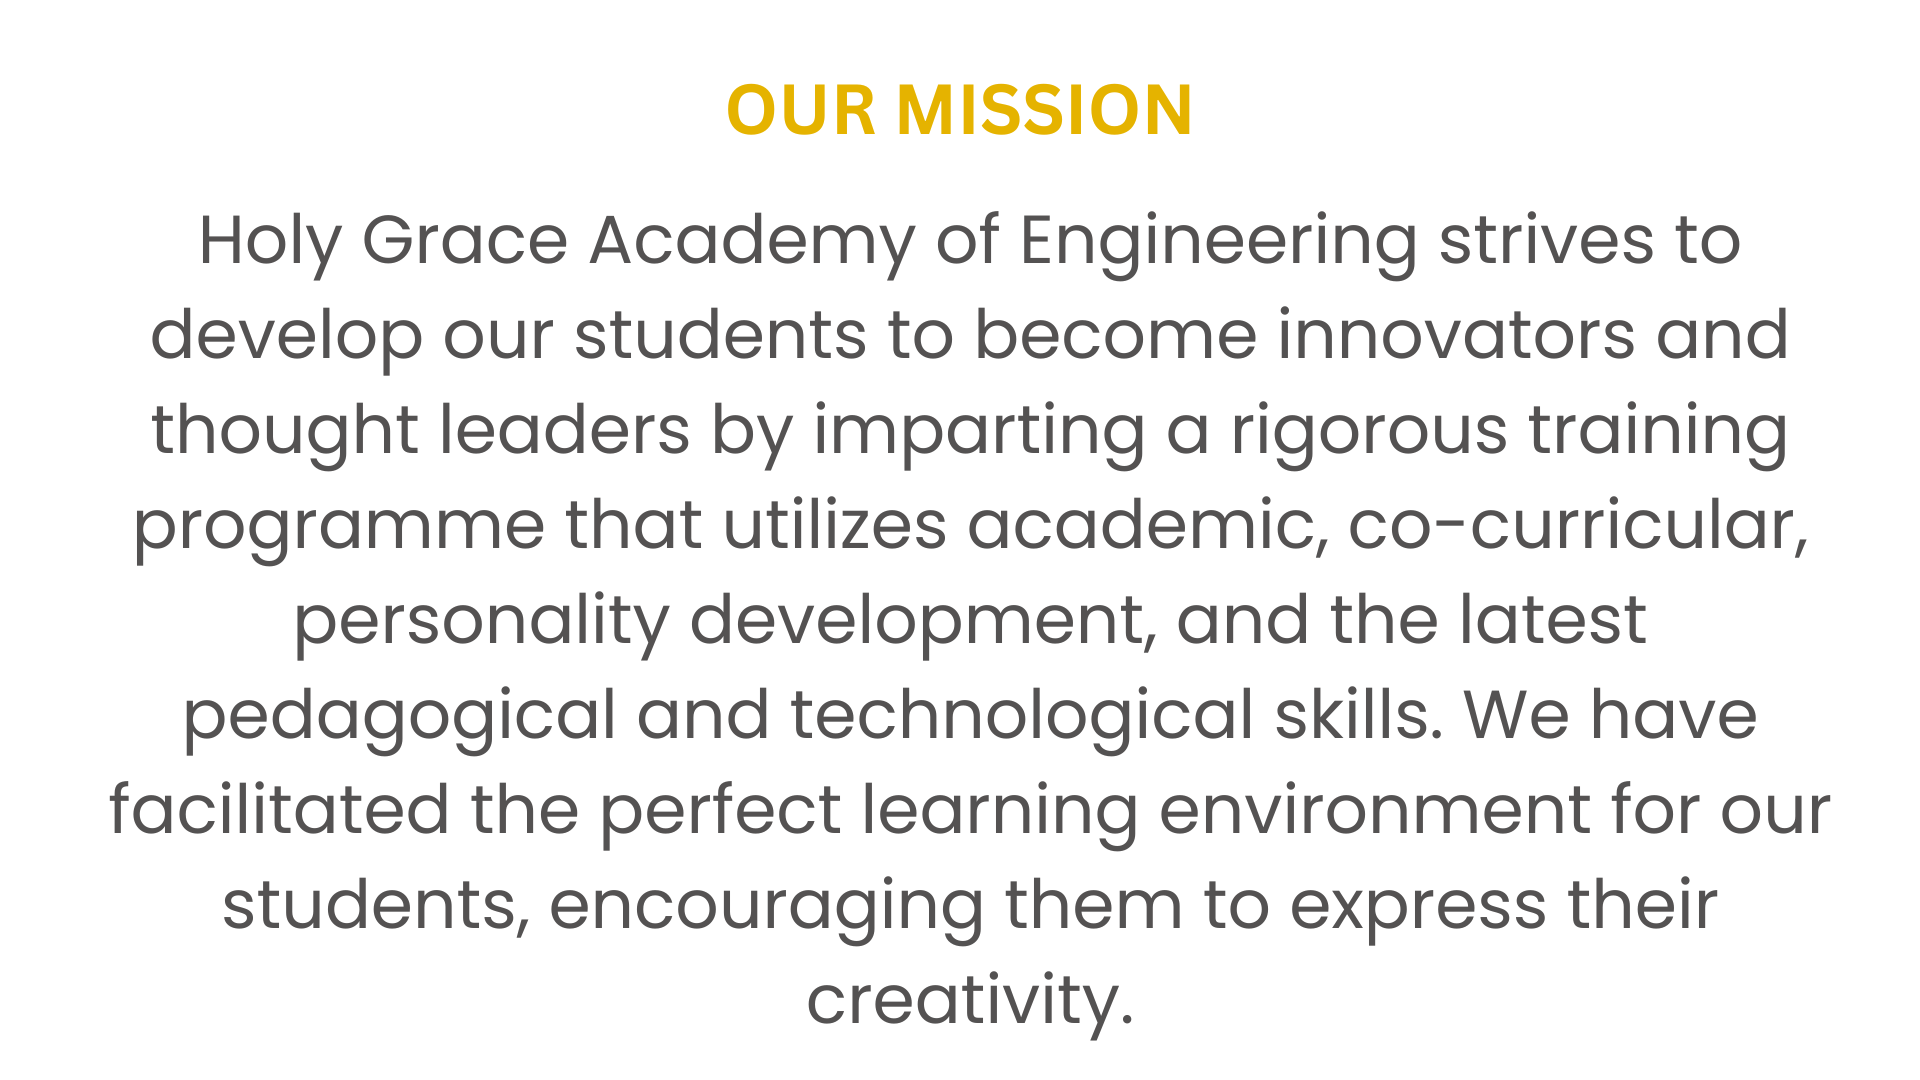 OUR MISSION
Holy Grace Academy of Engineering strives to
develop our students to become innovators and
thought leaders by imparting a rigorous training
programme that utilizes academic, co-curricular,
personality development, and the latest
pedagogical and technological skills. We have
facilitated the perfect learning environment for our
students, encouraging them to express their
creativity.